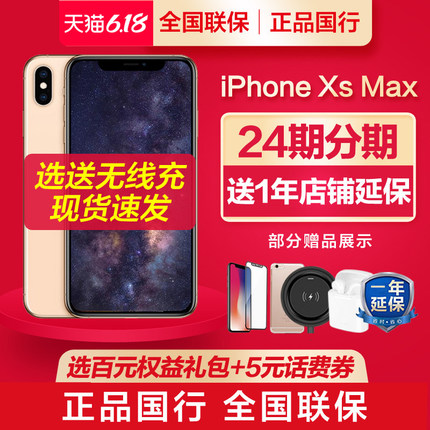 天猫6.18
全国联保
正品国行
iPhone Xs Max
24期分期
送1年店铺延保
选送无线充
现货速发
部分赠品展示
一年
延保
选百元权益礼包+5元话费券
正品国行 全国联保